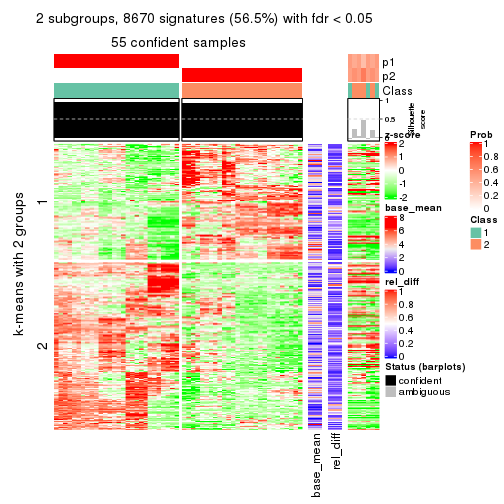 2 subgroups, 8670 signatures (56.5%) with fdr < 0.05
55 confident samples
p1
p2
Class
1
0.5
0
Silhouette
score
k-means with 2 groups
1
2
base_mean
rel_diff
z-score
2
1
0
-1
-2
base_mean
8
6
4
2
0
rel_diff
1
0.8
0.6
0.4
0.2
0
Status (barplots)
confident
ambiguous
Prob
1
0.8
0.6
0.4
0.2
0
Class
1
2